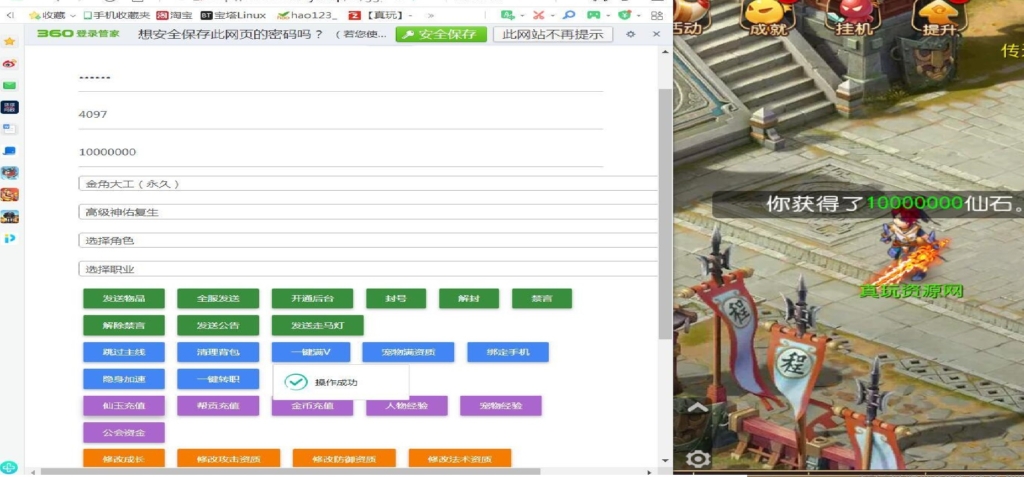 收藏 手机收藏夹 淘宝 宝塔Linux hao123_ 【真玩】-
360 登录管家 想安全保存此网页的密码吗？ （若您使... 安全保存 此网站不再提示
••••••
4097
10000000
金角大工（永久）
高级神佑复生
选择角色
选择职业
发送物品 全服发送 开通后台 封号 解封 禁言
解除禁言 发送公告 发送走马灯
跳过主线 清理背包 一键满V 宠物满资质 绑定手机
隐身加速 一键转职
操作成功
仙玉充值 帮贡充值 金币充值 人物经验 宠物经验
公会资金
修改成长 修改攻击资质 修改防御资质 修改法术资质
活动 成就 挂机 提升
传
你获得了10000000仙石。
真玩资源网
程
程